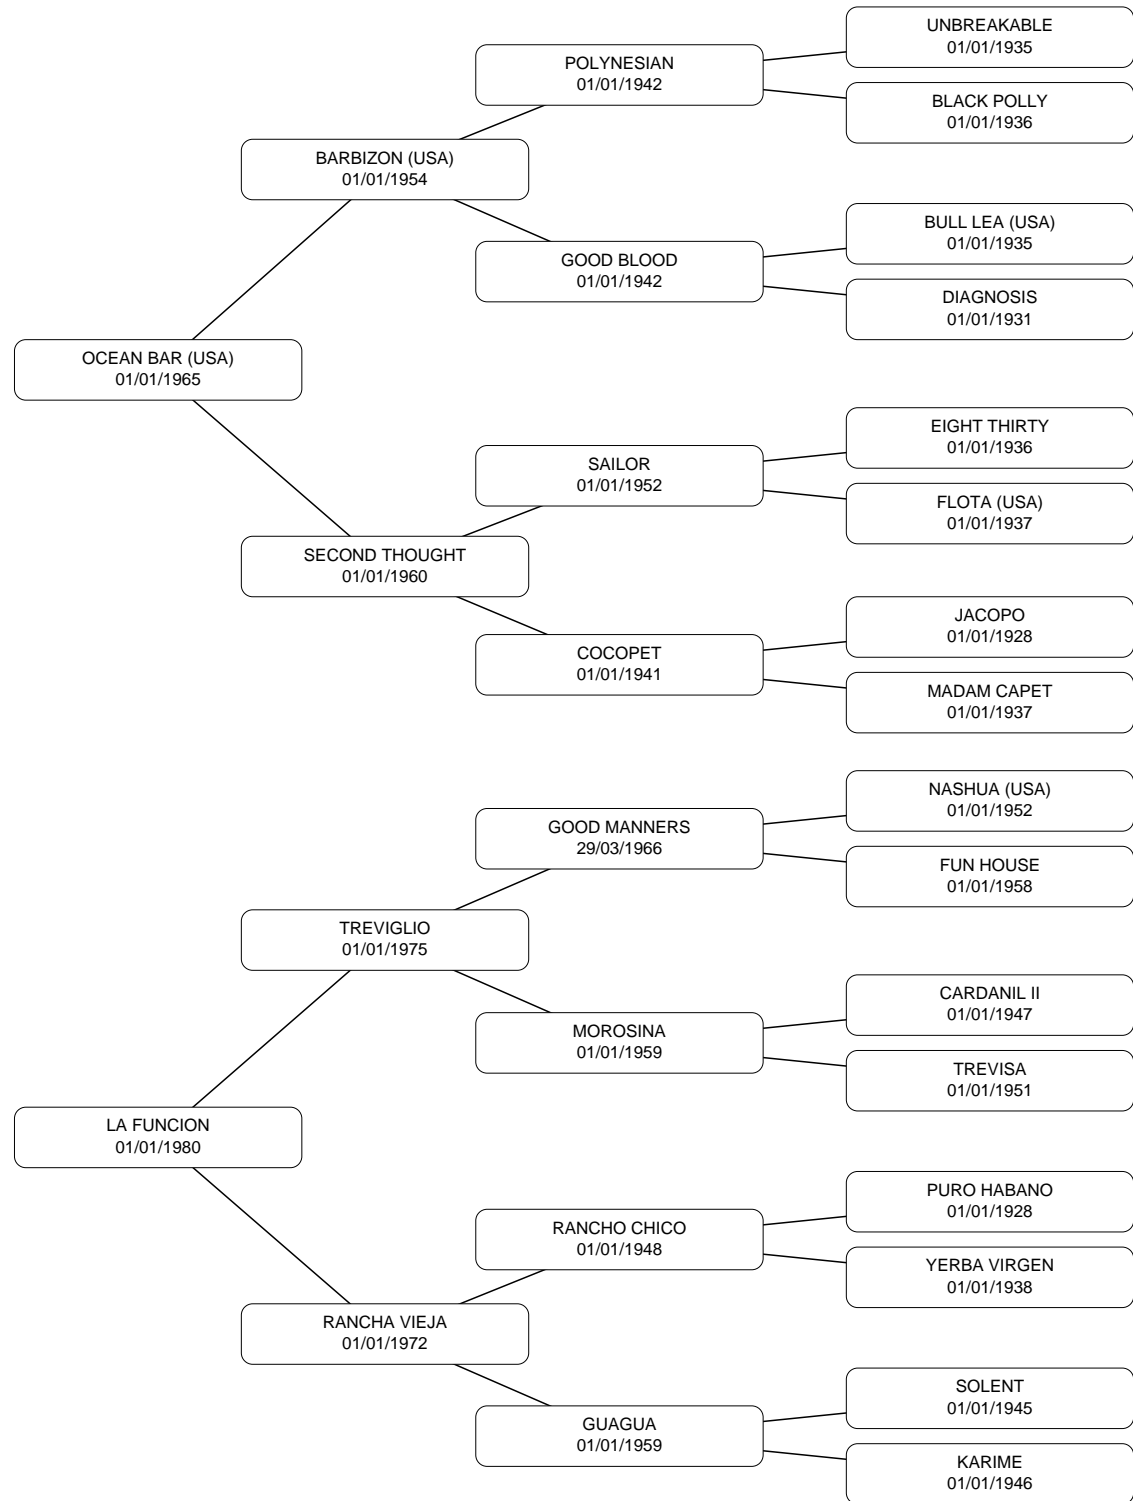 UNBREAKABLE
01/01/1935
POLYNESIAN
01/01/1942
BLACK POLLY
01/01/1936
BARBIZON (USA)
01/01/1954
BULL LEA (USA)
01/01/1935
GOOD BLOOD
01/01/1942
DIAGNOSIS
01/01/1931
OCEAN BAR (USA)
01/01/1965
EIGHT THIRTY
01/01/1936
SAILOR
01/01/1952
FLOTA (USA)
01/01/1937
SECOND THOUGHT
01/01/1960
JACOPO
01/01/1928
COCOPET
01/01/1941
MADAM CAPET
01/01/1937
NASHUA (USA)
01/01/1952
GOOD MANNERS
29/03/1966
FUN HOUSE
01/01/1958
TREVIGLIO
01/01/1975
CARDANIL II
01/01/1947
MOROSINA
01/01/1959
TREVISA
01/01/1951
LA FUNCION
01/01/1980
PURO HABANO
01/01/1928
RANCHO CHICO
01/01/1948
YERBA VIRGEN
01/01/1938
RANCHA VIEJA
01/01/1972
SOLENT
01/01/1945
GUAGUA
01/01/1959
KARIME
01/01/1946